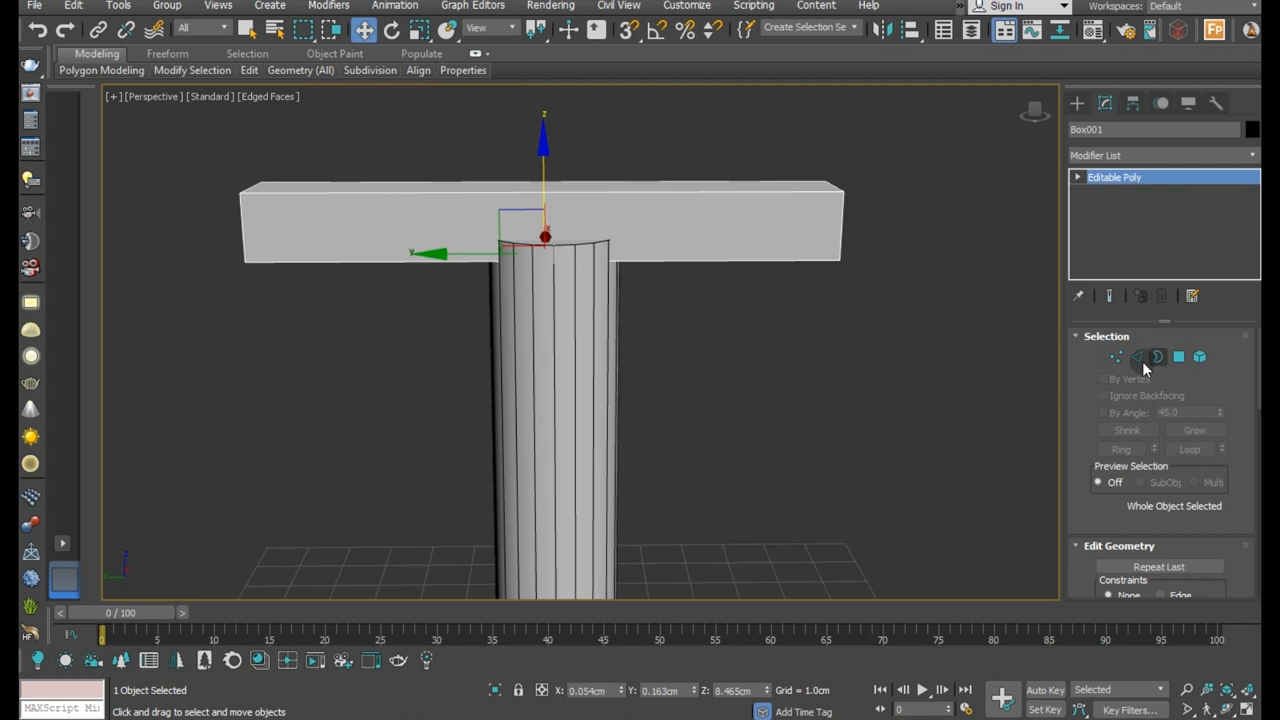 File Edit Tools Group Views Create Modifiers Animation Graph Editors Rendering Civil View Customize Scripting Content Help » Sign In Workspaces: Default
All View Create Selection Se
Modeling Freeform Selection Object Paint Populate
Polygon Modeling Modify Selection Edit Geometry (All) Subdivision Align Properties
[+] [Perspective ] [Standard ] [Edged Faces ]
Box001
Modifier List
Editable Poly
z
x
y
Selection
By Vertex
Ignore Backfacing
By Angle: 45.0
Shrink Grow
Ring Loop
Preview Selection
Off SubObj Multi
Whole Object Selected
Edit Geometry
Repeat Last
Constraints
None Edge
z
< 0 / 100 >
0 5 10 15 20 25 30 35 40 45 50 55 60 65 70 75 80 85 90 95 100
1 Object Selected X: 0.054cm Y: 0.163cm Z: 8.465cm Grid = 1.0cm Auto Key Selected
MAXScript Mi Click and drag to select and move objects Add Time Tag 0 Set Key Key Filters...